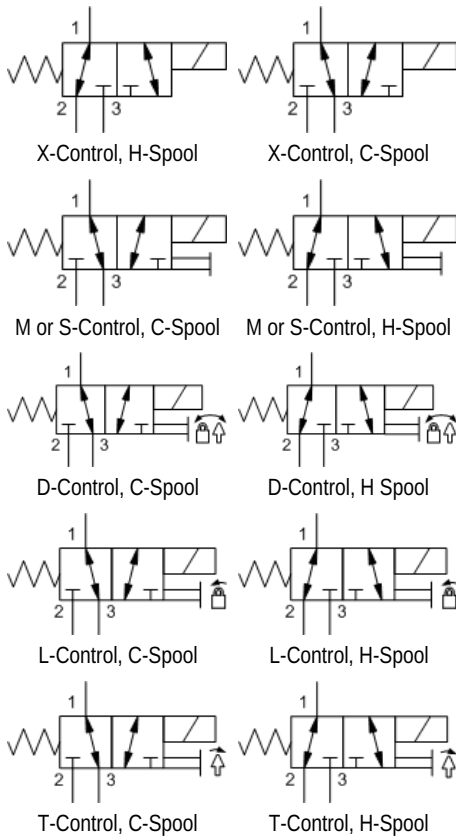 1 1
2 3 2 3
X-Control, H-Spool X-Control, C-Spool
1 1
2 3 2 3
M or S-Control, C-Spool M or S-Control, H-Spool
1 1
2 3 2 3
D-Control, C-Spool D-Control, H Spool
1 1
2 3 2 3
L-Control, C-Spool L-Control, H-Spool
1 1
2 3 2 3
T-Control, C-Spool T-Control, H-Spool